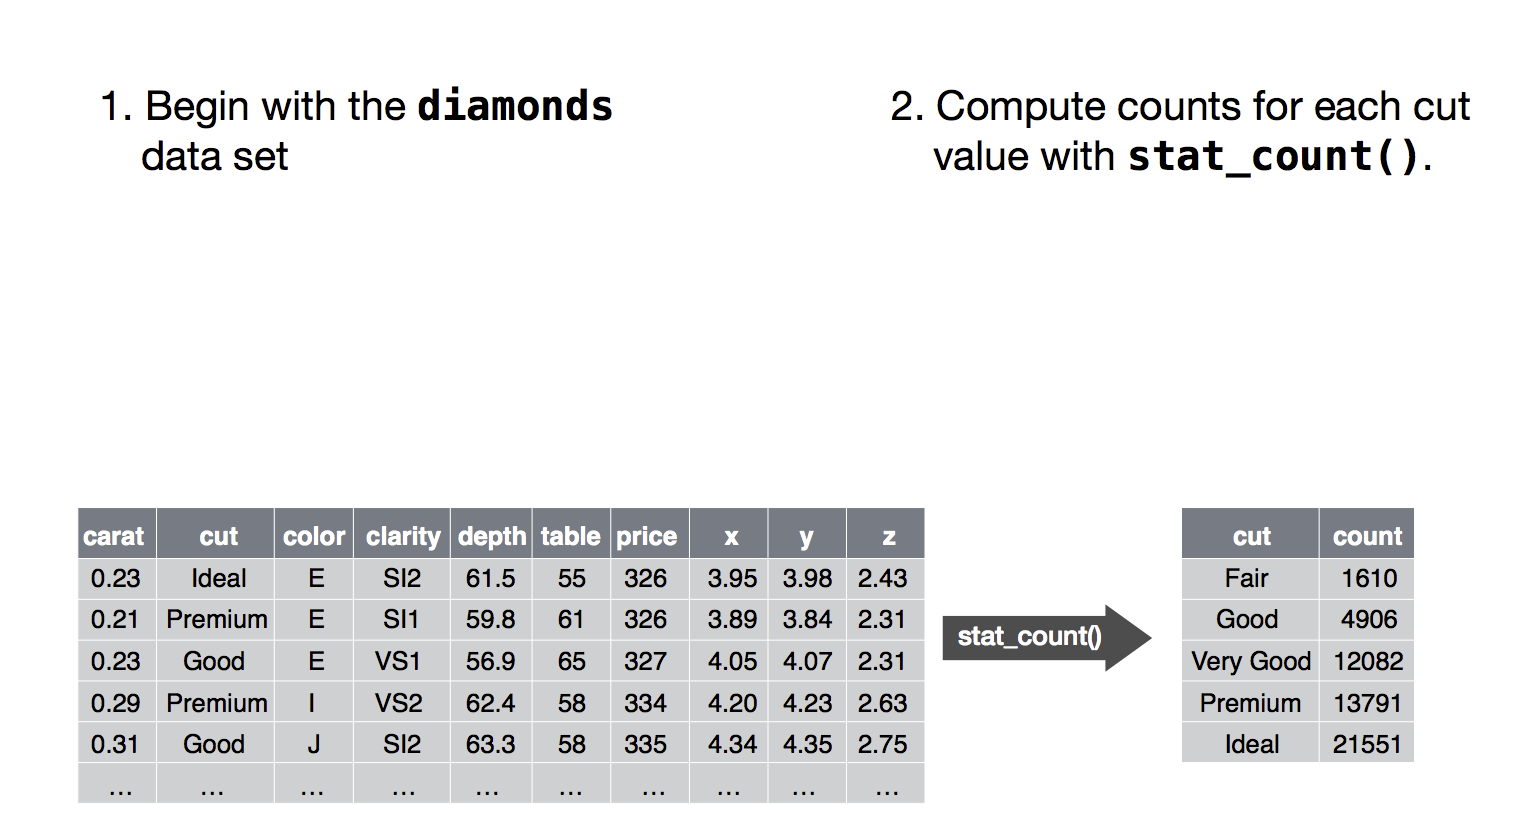 1. Begin with the diamonds
data set
2. Compute counts for each cut
value with stat_count().
carat cut color clarity depth table price x y z
0.23 Ideal E SI2 61.5 55 326 3.95 3.98 2.43
0.21 Premium E SI1 59.8 61 326 3.89 3.84 2.31
0.23 Good E VS1 56.9 65 327 4.05 4.07 2.31
0.29 Premium I VS2 62.4 58 334 4.20 4.23 2.63
0.31 Good J SI2 63.3 58 335 4.34 4.35 2.75
... ... ... ... ... ... ... ... ... ...
stat_count()
cut count
Fair 1610
Good 4906
Very Good 12082
Premium 13791
Ideal 21551